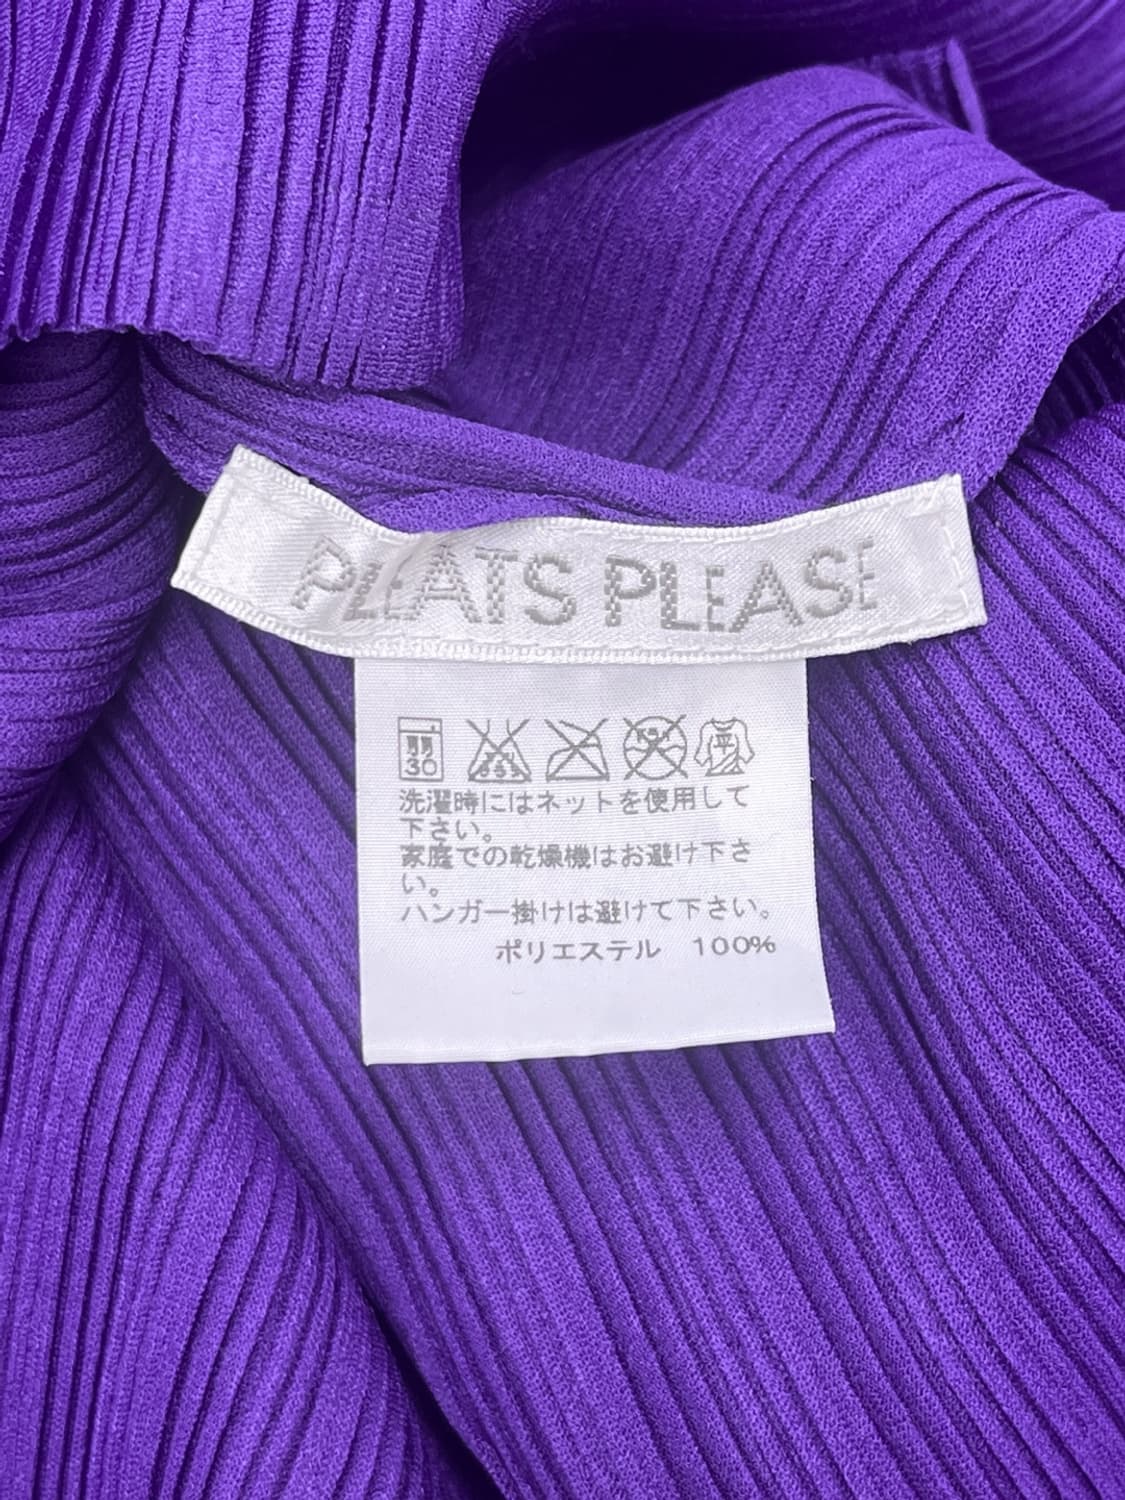 PLEATS PLEASE
30
平
洗濯時にはネットを使用して
下さい。
家庭での乾燥機はお避け下さ
い。
ハンガー掛けは避けて下さい。
ポリエステル 100%